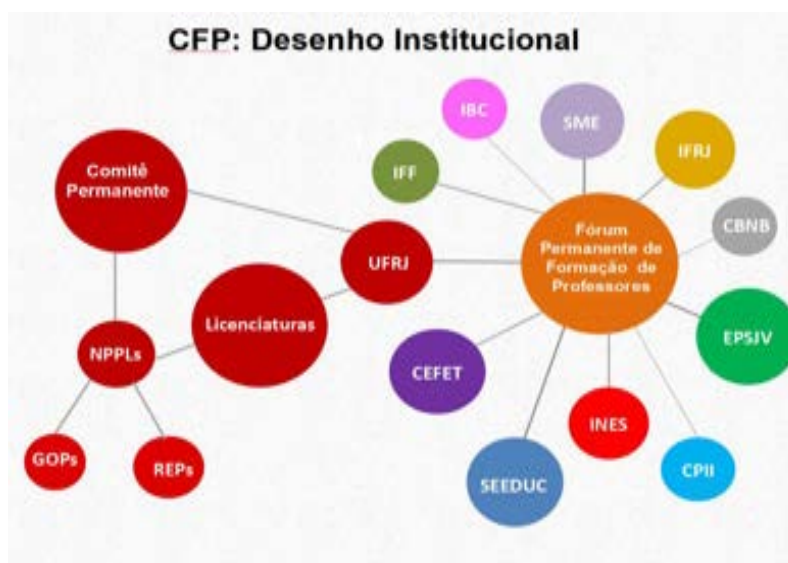 CFP: Desenho Institucional
IBC
SME
IFRJ
IFF
Comitê
Permanente
CBNB
Fórum
Permanente de
Formação de
Professores
UFRJ
Licenciaturas
EPSJV
NPPLs
CEFET
INES
GOPs
REPs
SEEDUC
CPII